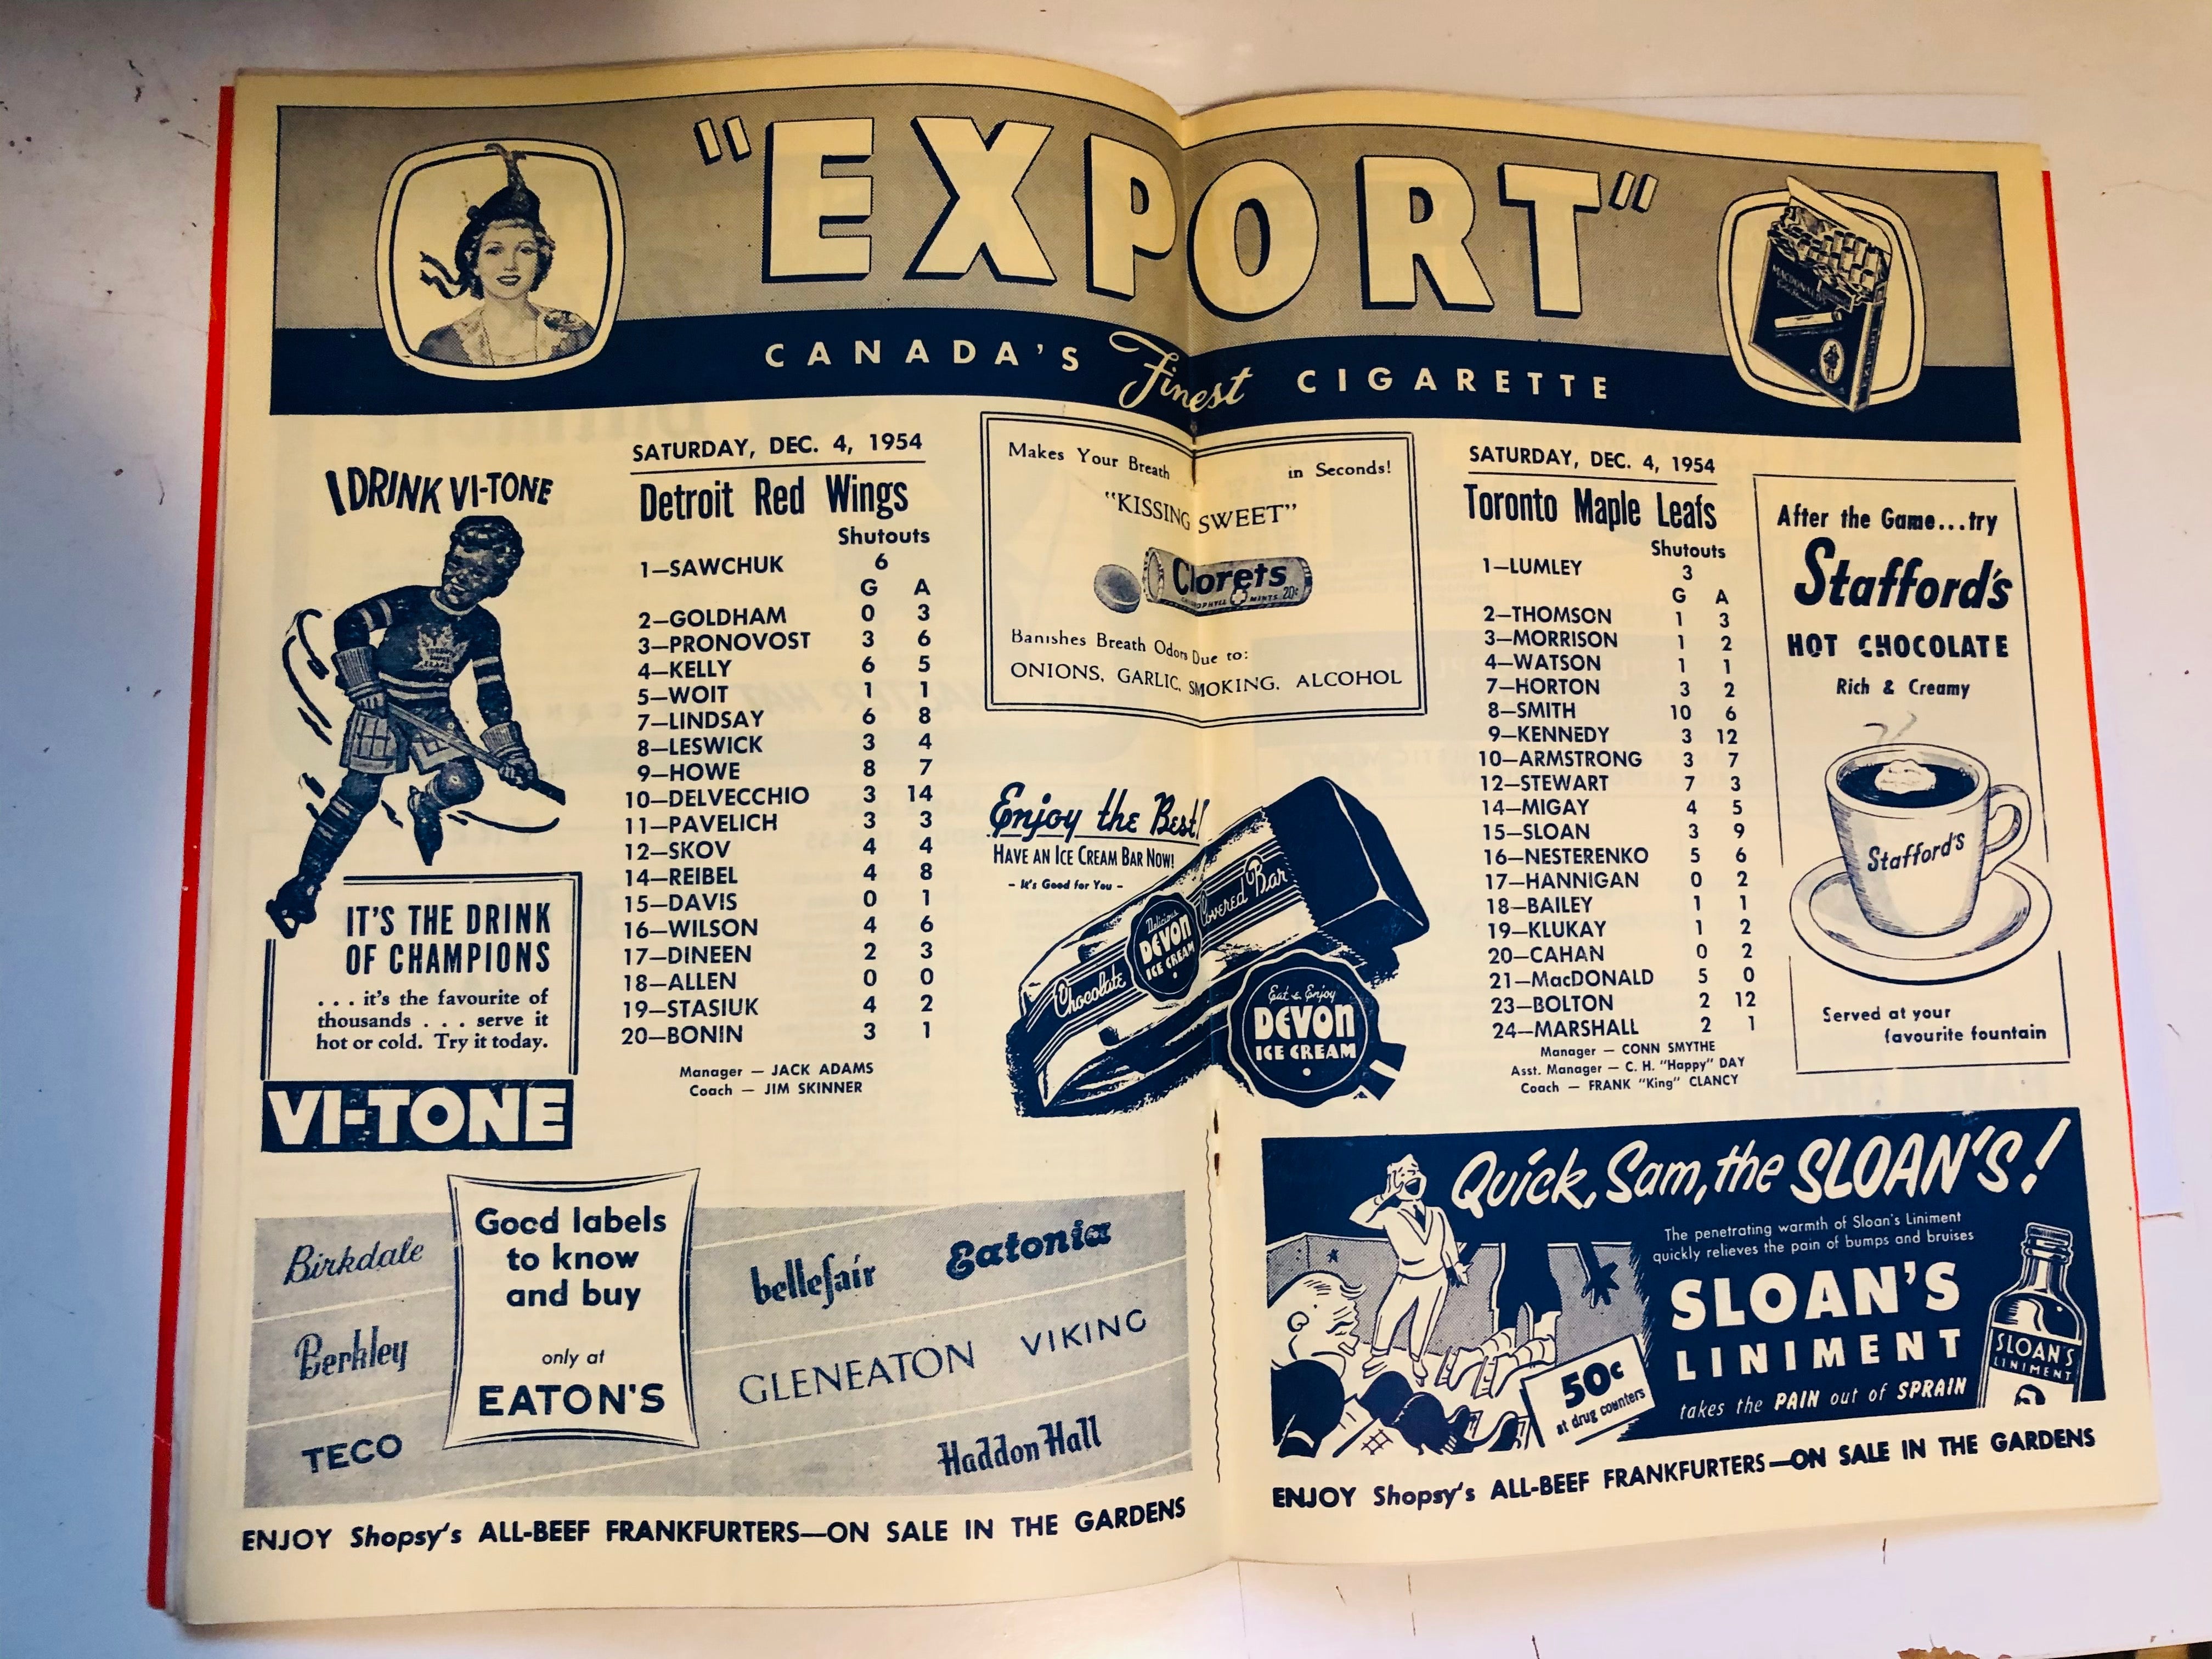 "EXPORT"
CANADA'S Finest CIGARETTE
MACDONALD'S
I DRINK VI-TONE
TORONTO
MAPLE
LEAFS
IT'S THE DRINK
OF CHAMPIONS
. . . it's the favourite of
thousands . . . serve it
hot or cold. Try it today.
VI-TONE
SATURDAY, DEC. 4, 1954
Detroit Red Wings
Shutouts
1—SAWCHUK 6
G A
2—GOLDHAM 0 3
3—PRONOVOST 3 6
4—KELLY 6 5
5—WOIT 1 1
7—LINDSAY 6 8
8—LESWICK 3 4
9—HOWE 8 7
10—DELVECCHIO 3 14
11—PAVELICH 3 3
12—SKOV 4 4
14—REIBEL 4 8
15—DAVIS 0 1
16—WILSON 4 6
17—DINEEN 2 3
18—ALLEN 0 0
19—STASIUK 4 2
20—BONIN 3 1
Manager — JACK ADAMS
Coach — JIM SKINNER
Makes Your Breath in Seconds!
"KISSING SWEET"
Clorets
CHLOROPHYLL MINTS 20¢
Banishes Breath Odors Due to:
ONIONS, GARLIC, SMOKING, ALCOHOL
Enjoy the Best!
HAVE AN ICE CREAM BAR NOW!
- It's Good for You -
Chocolate Covered Bar
Delicious
DEVON
ICE CREAM
Eat & Enjoy
DEVON
ICE CREAM
SATURDAY, DEC. 4, 1954
Toronto Maple Leafs
Shutouts
1—LUMLEY 3
G A
2—THOMSON 1 3
3—MORRISON 1 2
4—WATSON 1 1
7—HORTON 3 2
8—SMITH 10 6
9—KENNEDY 3 12
10—ARMSTRONG 3 7
12—STEWART 7 3
14—MIGAY 4 5
15—SLOAN 3 9
16—NESTERENKO 5 6
17—HANNIGAN 0 2
18—BAILEY 1 1
19—KLUKAY 1 2
20—CAHAN 0 2
21—MacDONALD 5 0
23—BOLTON 2 12
24—MARSHALL 2 1
Manager — CONN SMYTHE
Asst. Manager — C. H. "Happy" DAY
Coach — FRANK "King" CLANCY
After the Game...try
Stafford's
HOT CHOCOLATE
Rich & Creamy
Stafford's
Served at your
favourite fountain
Birkdale
Berkley
TECO
Good labels
to know
and buy
only at
EATON'S
bellefair
Eatonia
GLENEATON
VIKING
Haddon Hall
ENJOY Shopsy's ALL-BEEF FRANKFURTERS—ON SALE IN THE GARDENS
Quick, Sam, the SLOAN'S!
The penetrating warmth of Sloan's Liniment
quickly relieves the pain of bumps and bruises
SLOAN'S
LINIMENT
takes the PAIN out of SPRAIN
50¢
at drug counters
SLOAN'S
LINIMENT
ENJOY Shopsy's ALL-BEEF FRANKFURTERS—ON SALE IN THE GARDENS